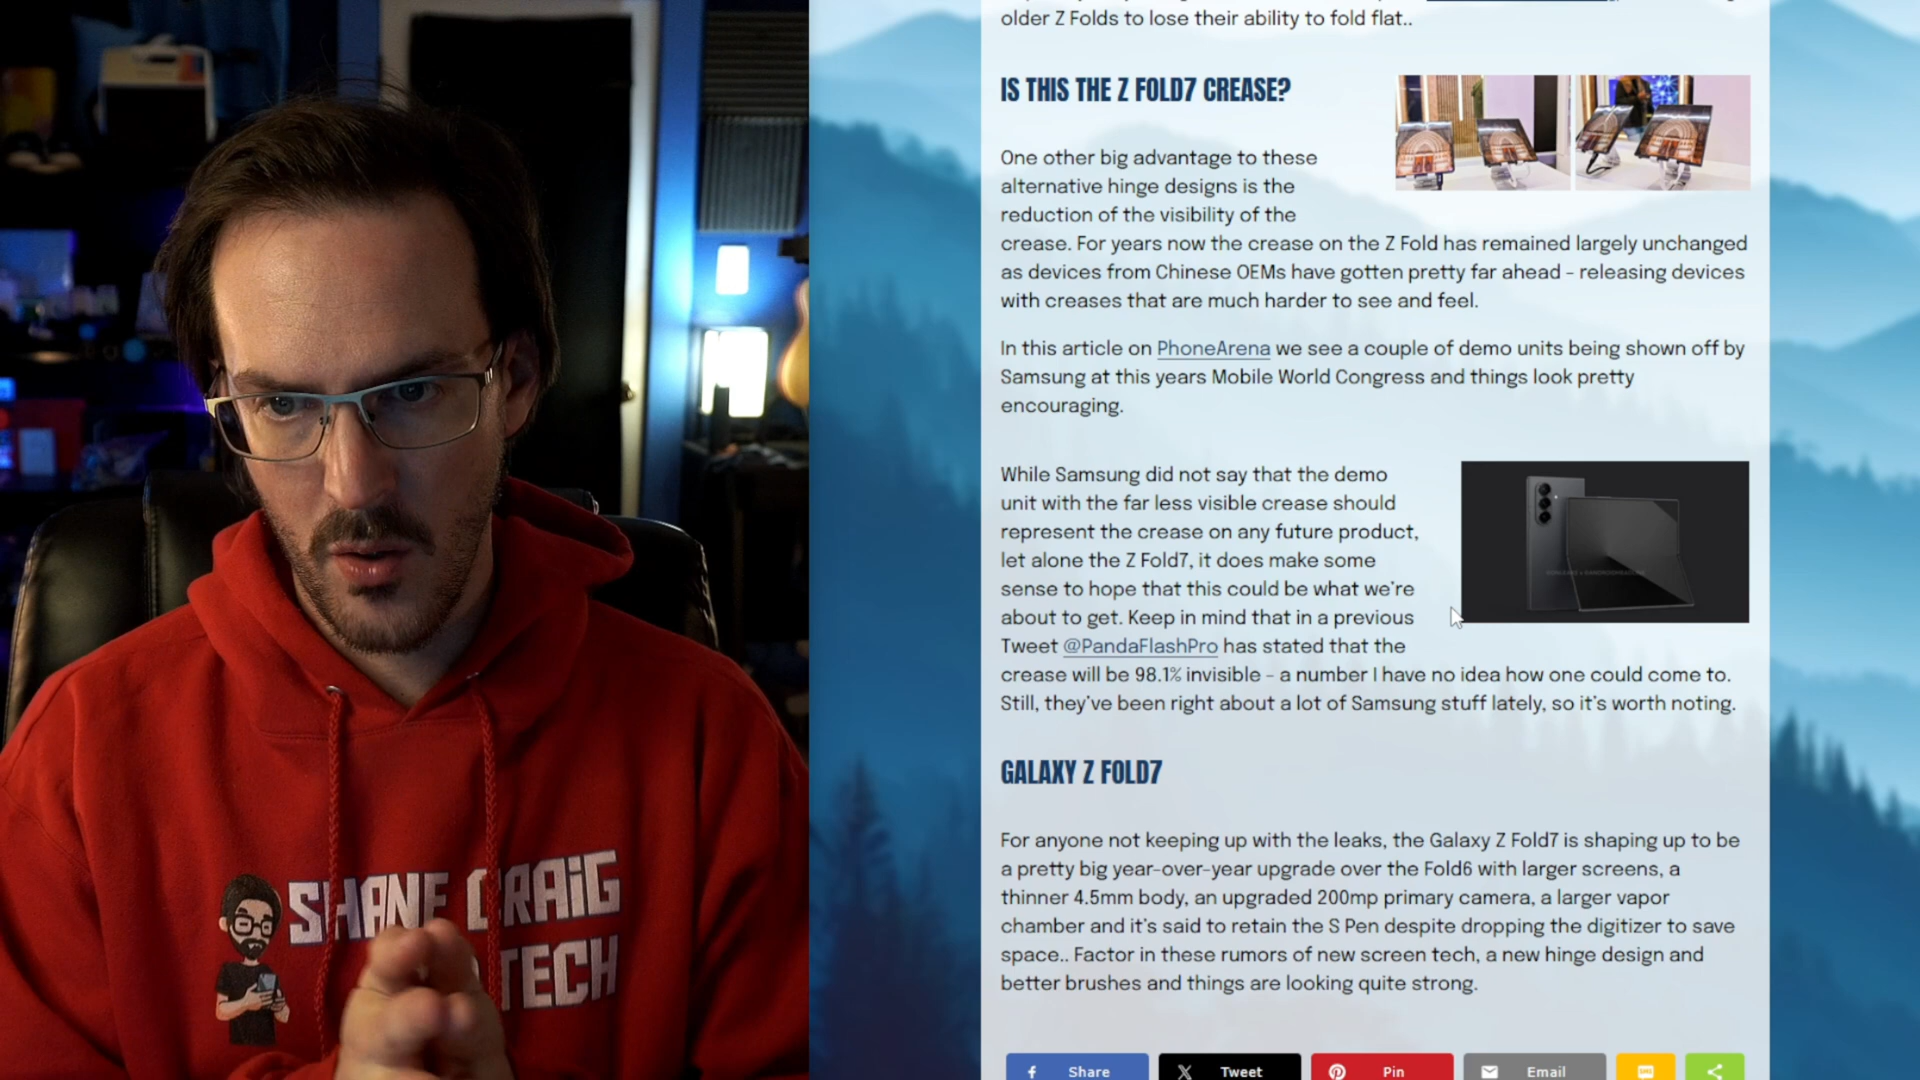 older Z Folds to lose their ability to fold flat..
IS THIS THE Z FOLD7 CREASE?
One other big advantage to these
alternative hinge designs is the
reduction of the visibility of the
crease. For years now the crease on the Z Fold has remained largely unchanged
as devices from Chinese OEMs have gotten pretty far ahead - releasing devices
with creases that are much harder to see and feel.
In this article on PhoneArena we see a couple of demo units being shown off by
Samsung at this years Mobile World Congress and things look pretty
encouraging.
While Samsung did not say that the demo
unit with the far less visible crease should
represent the crease on any future product,
let alone the Z Fold7, it does make some
sense to hope that this could be what we're
about to get. Keep in mind that in a previous
Tweet @PandaFlashPro has stated that the
crease will be 98.1% invisible - a number I have no idea how one could come to.
Still, they've been right about a lot of Samsung stuff lately, so it's worth noting.
GALAXY Z FOLD7
For anyone not keeping up with the leaks, the Galaxy Z Fold7 is shaping up to be
a pretty big year-over-year upgrade over the Fold6 with larger screens, a
thinner 4.5mm body, an upgraded 200mp primary camera, a larger vapor
chamber and it's said to retain the S Pen despite dropping the digitizer to save
space.. Factor in these rumors of new screen tech, a new hinge design and
better brushes and things are looking quite strong.
Share
Tweet
Pin
Email
SHANE CRAIG
TECH